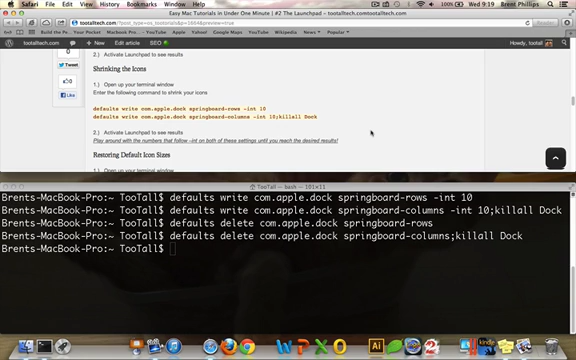 Safari File Edit View History Bookmarks Window Help
100% Wed 9:19 Brent Phillips
Easy Mac Tutorials in Under One Minute | #2 The Launchpad | tootalltech.comtootalltech.com
tootalltech.com New Edit article SEO
Howdy, tootall
0
Tweet
0
Like
2.) Activate Launchpad to see results
Shrinking the Icons
1.) Open up your terminal window
Enter the following command to shrink your icons
defaults write com.apple.dock springboard-rows -int 10
defaults write com.apple.dock springboard-columns -int 10;killall Dock
2.) Activate Launchpad to see results
Play around with the numbers that follow -int on both of these settings until you reach the desired results!
Restoring Default Icon Sizes
1.) Open up your terminal window
TooTall — bash — 101×11
Brents-MacBook-Pro:~ TooTall$ defaults write com.apple.dock springboard-rows -int 10
Brents-MacBook-Pro:~ TooTall$ defaults write com.apple.dock springboard-columns -int 10;killall Dock
Brents-MacBook-Pro:~ TooTall$ defaults delete com.apple.dock springboard-rows
Brents-MacBook-Pro:~ TooTall$ defaults delete com.apple.dock springboard-columns;killall Dock
Brents-MacBook-Pro:~ TooTall$
W P X O Ai
kindle